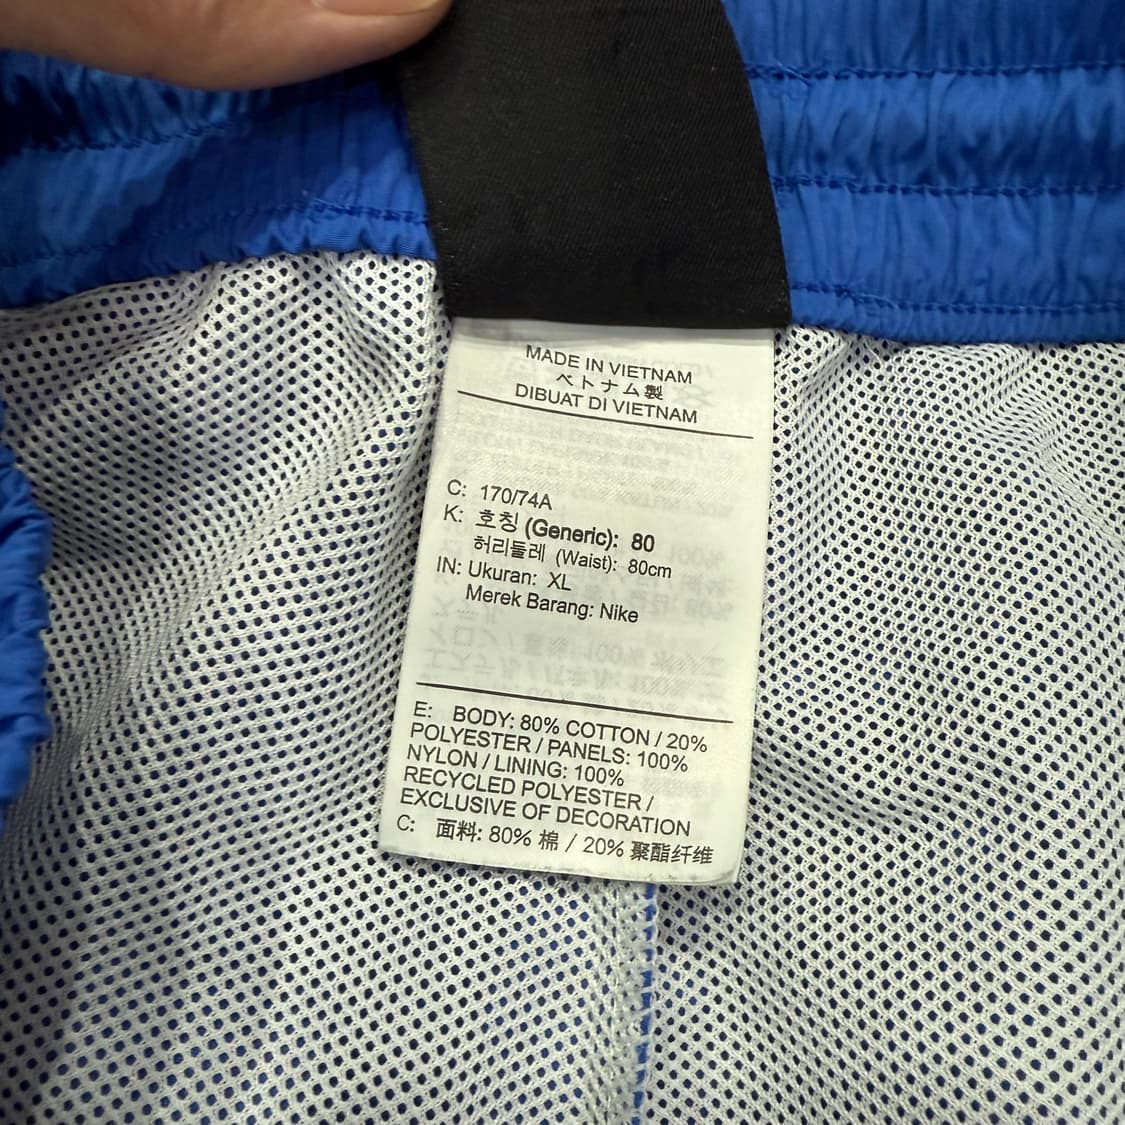 MADE IN VIETNAM
ベトナム製
DIBUAT DI VIETNAM
C: 170/74A
K: 호칭 (Generic): 80
허리둘레 (Waist): 80cm
IN: Ukuran: XL
Merek Barang: Nike
E: BODY: 80% COTTON / 20%
POLYESTER / PANELS: 100%
NYLON / LINING: 100%
RECYCLED POLYESTER /
EXCLUSIVE OF DECORATION
C: 面料: 80% 棉 / 20% 聚酯纤维